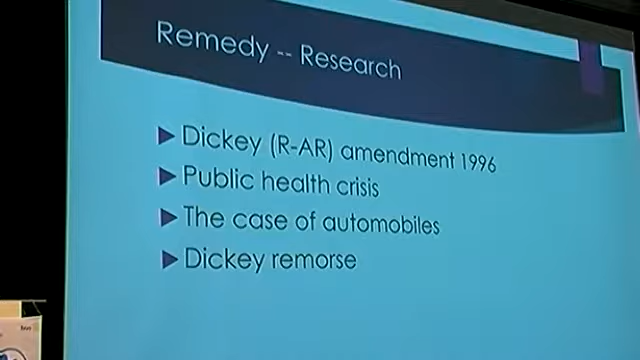 Remedy -- Research
Dickey (R-AR) amendment 1996
Public health crisis
The case of automobiles
Dickey remorse